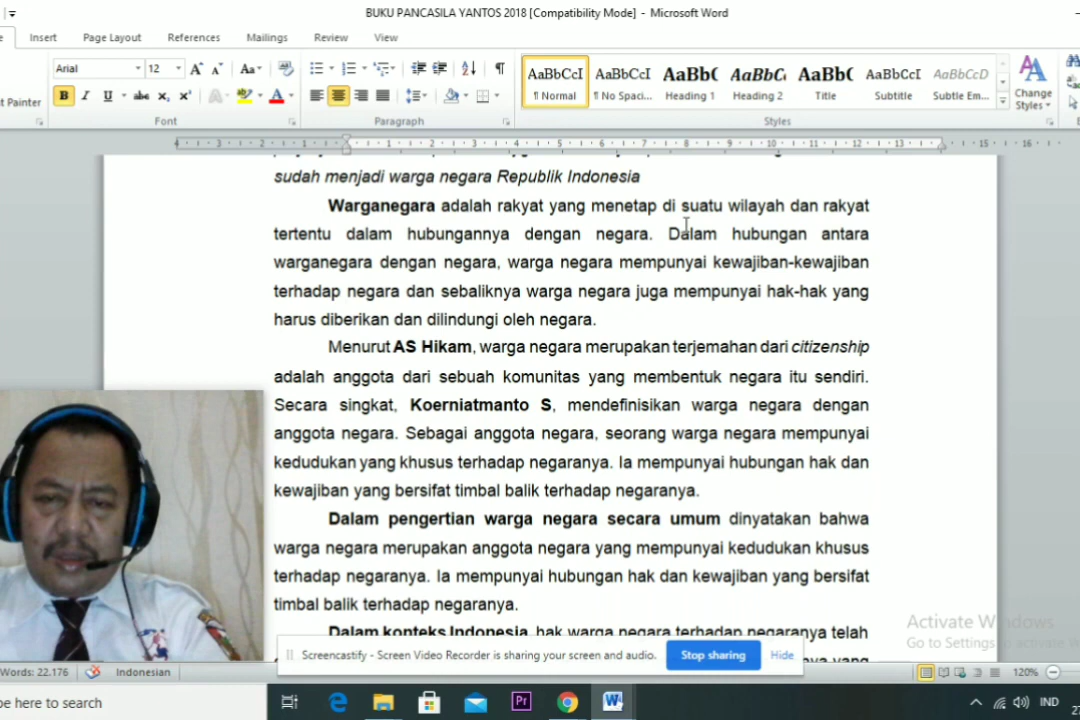 BUKU PANCASILA YANTOS 2018 [Compatibility Mode] - Microsoft Word
Insert Page Layout References Mailings Review View
Arial 12
AaBbCcI AaBbCcI AaBb( AaBbC AaBb( AaBbCcI AaBbCcD
t Painter
¶ Normal ¶ No Spaci... Heading 1 Heading 2 Title Subtitle Subtle Em...
Change
Styles
Font Paragraph Styles
sudah menjadi warga negara Republik Indonesia
Warganegara adalah rakyat yang menetap di suatu wilayah dan rakyat
tertentu dalam hubungannya dengan negara. Dalam hubungan antara
warganegara dengan negara, warga negara mempunyai kewajiban-kewajiban
terhadap negara dan sebaliknya warga negara juga mempunyai hak-hak yang
harus diberikan dan dilindungi oleh negara.
Menurut AS Hikam, warga negara merupakan terjemahan dari citizenship
adalah anggota dari sebuah komunitas yang membentuk negara itu sendiri.
Secara singkat, Koerniatmanto S, mendefinisikan warga negara dengan
anggota negara. Sebagai anggota negara, seorang warga negara mempunyai
kedudukan yang khusus terhadap negaranya. Ia mempunyai hubungan hak dan
kewajiban yang bersifat timbal balik terhadap negaranya.
Dalam pengertian warga negara secara umum dinyatakan bahwa
warga negara merupakan anggota negara yang mempunyai kedudukan khusus
terhadap negaranya. Ia mempunyai hubungan hak dan kewajiban yang bersifat
timbal balik terhadap negaranya.
Dalam konteks Indonesia, hak warga negara terhadap negaranya telah
Activate Windows
Go to Settings to activate W
Screencastify - Screen Video Recorder is sharing your screen and audio. Stop sharing Hide
Words: 22.176 Indonesian 120%
pe here to search
Pr
IND